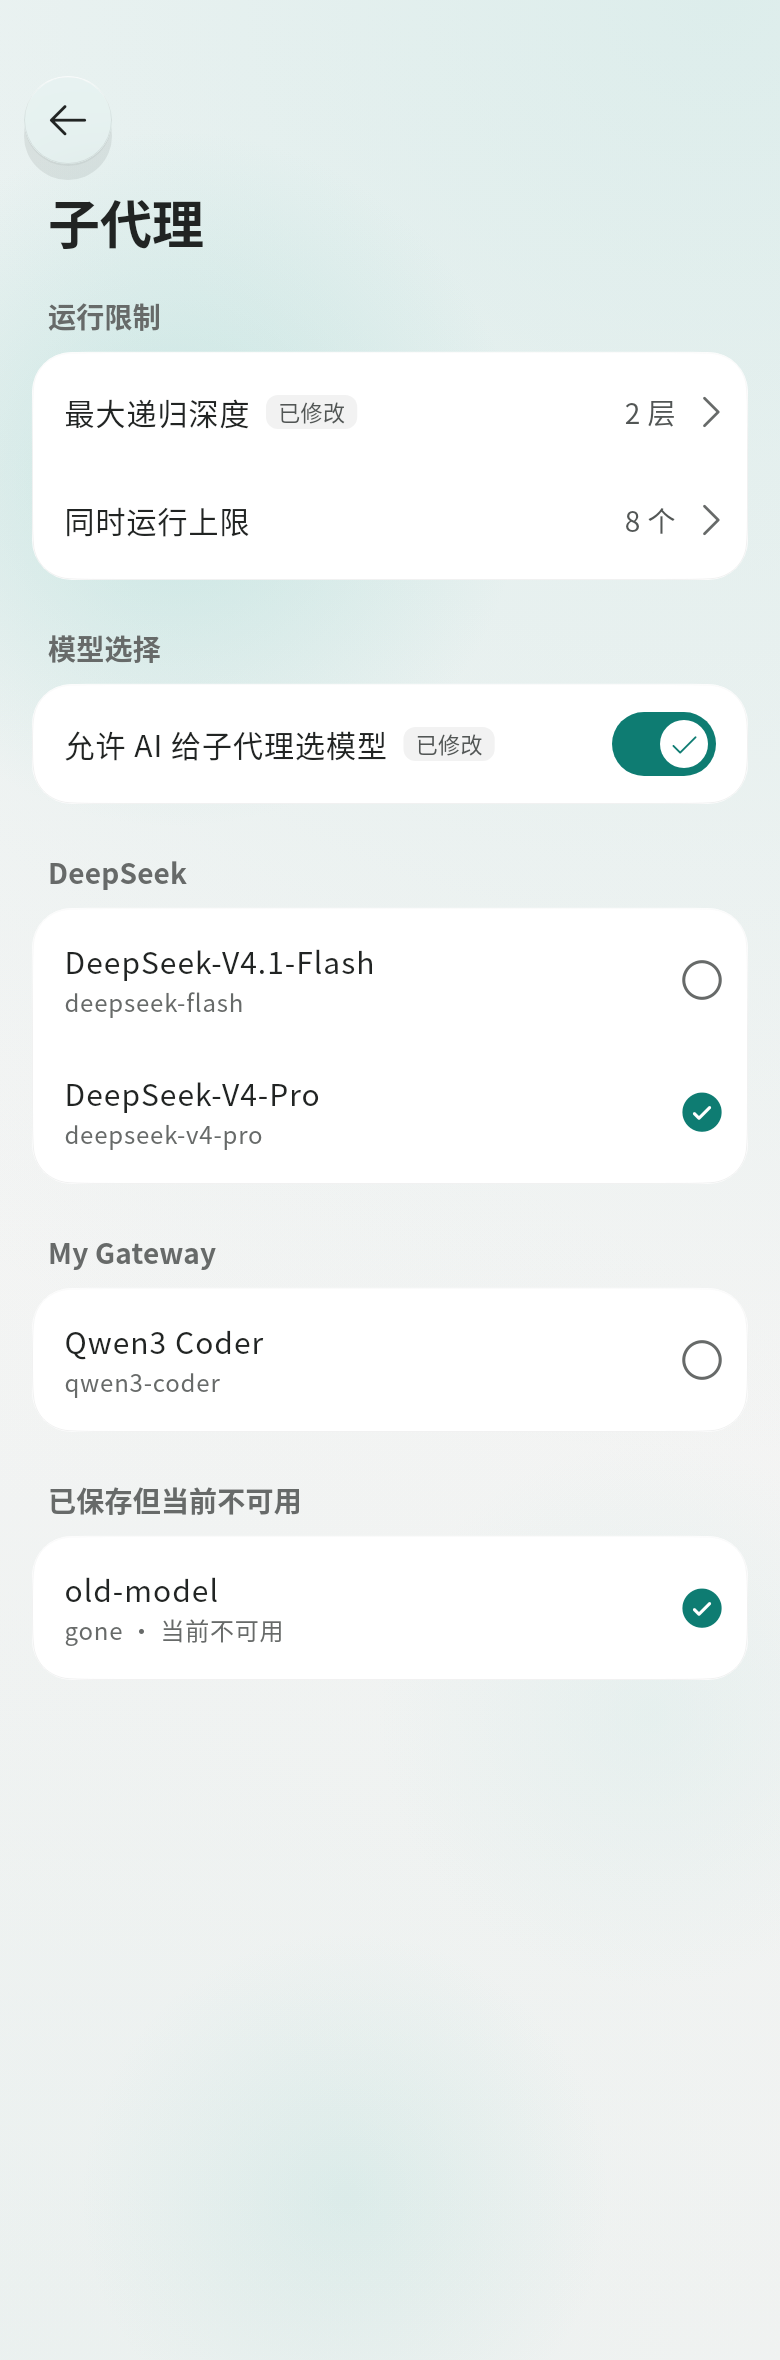 子代理
运行限制
最大递归深度 已修改 2 层
同时运行上限 8 个
模型选择
允许 AI 给子代理选模型 已修改
DeepSeek
DeepSeek-V4.1-Flash
deepseek-flash
DeepSeek-V4-Pro
deepseek-v4-pro
My Gateway
Qwen3 Coder
qwen3-coder
已保存但当前不可用
old-model
gone · 当前不可用